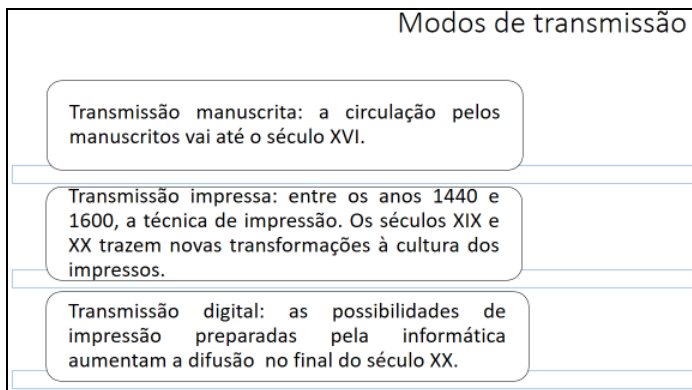 Modos de transmissão
Transmissão manuscrita: a circulação pelos
manuscritos vai até o século XVI.
Transmissão impressa: entre os anos 1440 e
1600, a técnica de impressão. Os séculos XIX e
XX trazem novas transformações à cultura dos
impressos.
Transmissão digital: as possibilidades de
impressão preparadas pela informática
aumentam a difusão no final do século XX.